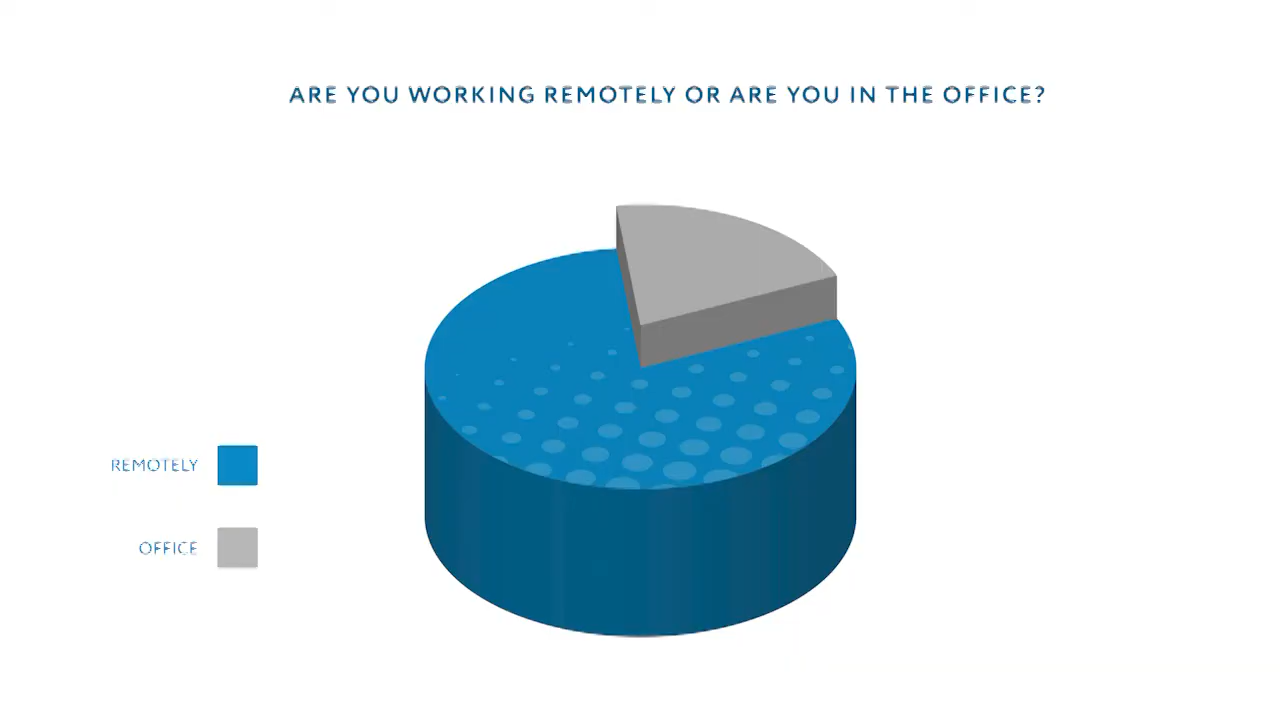 ARE YOU WORKING REMOTELY OR ARE YOU IN THE OFFICE?
REMOTELY
OFFICE